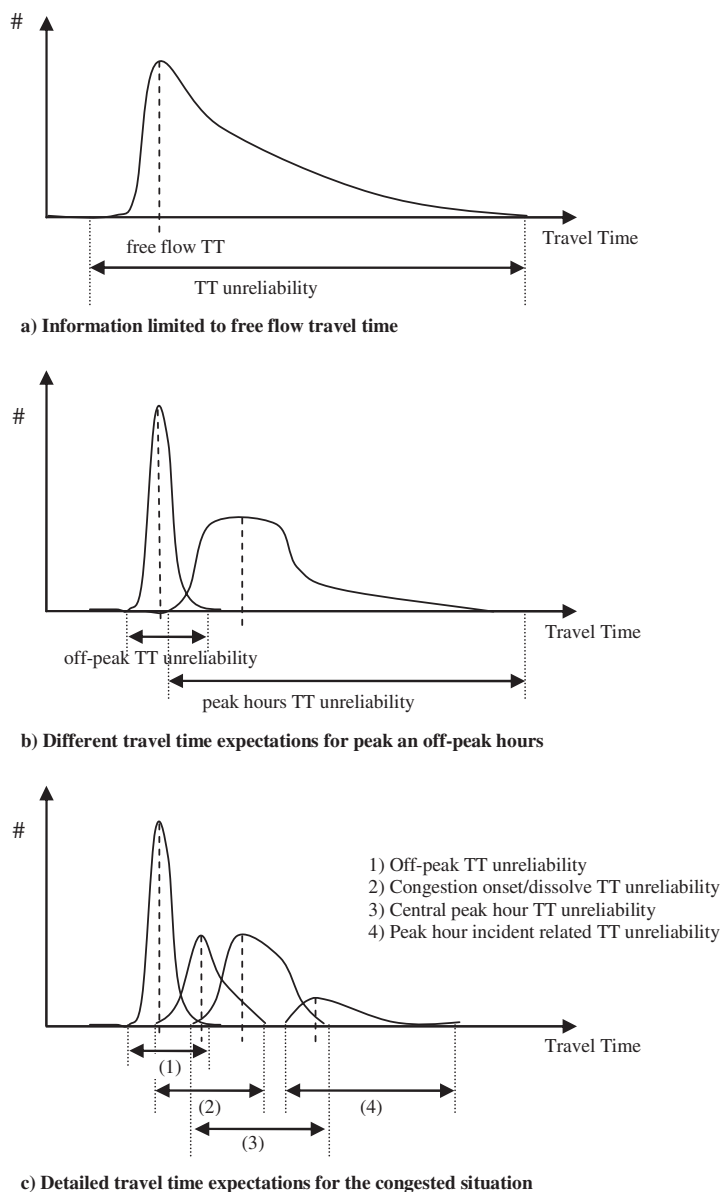 #
Travel Time
free flow TT
TT unreliability
a) Information limited to free flow travel time
#
Travel Time
off-peak TT unreliability
peak hours TT unreliability
b) Different travel time expectations for peak an off-peak hours
#
1) Off-peak TT unreliability
2) Congestion onset/dissolve TT unreliability
3) Central peak hour TT unreliability
4) Peak hour incident related TT unreliability
Travel Time
(1)
(2)
(4)
(3)
c) Detailed travel time expectations for the congested situation